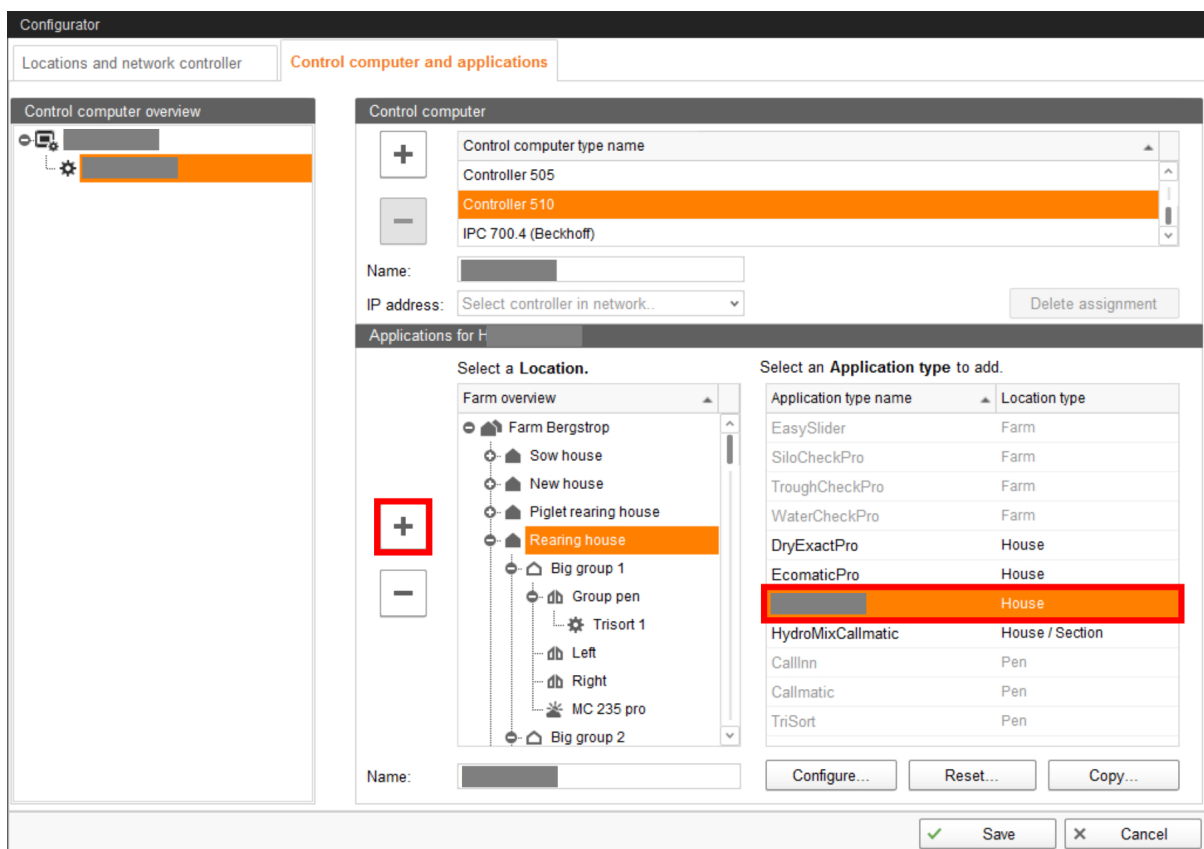 Configurator
Locations and network controller
Control computer and applications
Control computer overview
Control computer
Control computer type name
Controller 505
Controller 510
IPC 700.4 (Beckhoff)
Name:
IP address: Select controller in network.. Delete assignment
Applications for H
Select a Location.
Farm overview
Farm Bergstrop
Sow house
New house
Piglet rearing house
Rearing house
Big group 1
Group pen
Trisort 1
Left
Right
MC 235 pro
Big group 2
Name:
Select an Application type to add.
Application type name Location type
EasySlider Farm
SiloCheckPro Farm
TroughCheckPro Farm
WaterCheckPro Farm
DryExactPro House
EcomaticPro House
House
HydroMixCallmatic House / Section
CallInn Pen
Callmatic Pen
TriSort Pen
Configure... Reset... Copy...
Save Cancel